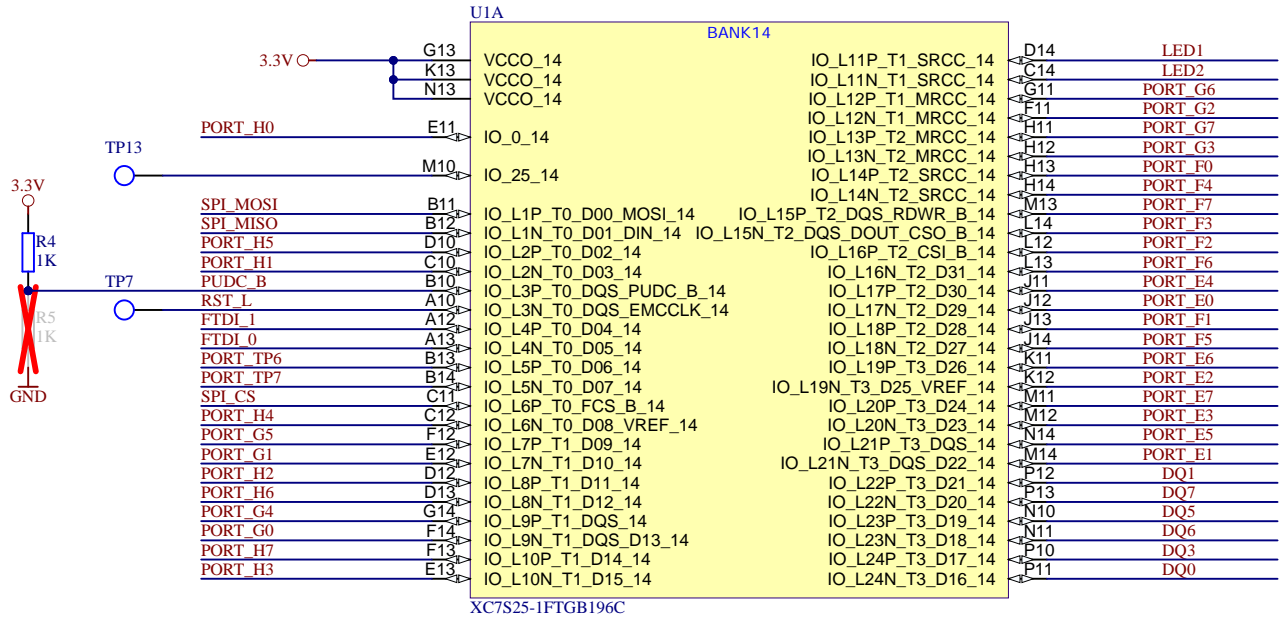 U1A
BANK14
3.3V
G13 VCCO_14
K13 VCCO_14
N13 VCCO_14
PORT_H0 E11 IO_0_14
TP13
M10 IO_25_14
SPI_MOSI B11 IO_L1P_T0_D00_MOSI_14
SPI_MISO B12 IO_L1N_T0_D01_DIN_14
PORT_H5 D10 IO_L2P_T0_D02_14
PORT_H1 C10 IO_L2N_T0_D03_14
PUDC_B B10 IO_L3P_T0_DQS_PUDC_B_14
TP7
RST_L A10 IO_L3N_T0_DQS_EMCCLK_14
FTDI_1 A12 IO_L4P_T0_D04_14
FTDI_0 A13 IO_L4N_T0_D05_14
PORT_TP6 B13 IO_L5P_T0_D06_14
PORT_TP7 B14 IO_L5N_T0_D07_14
SPI_CS C11 IO_L6P_T0_FCS_B_14
PORT_H4 C12 IO_L6N_T0_D08_VREF_14
PORT_G5 F12 IO_L7P_T1_D09_14
PORT_G1 E12 IO_L7N_T1_D10_14
PORT_H2 D12 IO_L8P_T1_D11_14
PORT_H6 D13 IO_L8N_T1_D12_14
PORT_G4 G14 IO_L9P_T1_DQS_14
PORT_G0 F14 IO_L9N_T1_DQS_D13_14
PORT_H7 F13 IO_L10P_T1_D14_14
PORT_H3 E13 IO_L10N_T1_D15_14
3.3V
R4
1K
R5
1K
GND
IO_L11P_T1_SRCC_14 D14 LED1
IO_L11N_T1_SRCC_14 C14 LED2
IO_L12P_T1_MRCC_14 G11 PORT_G6
IO_L12N_T1_MRCC_14 F11 PORT_G2
IO_L13P_T2_MRCC_14 H11 PORT_G7
IO_L13N_T2_MRCC_14 H12 PORT_G3
IO_L14P_T2_SRCC_14 H13 PORT_F0
IO_L14N_T2_SRCC_14 H14 PORT_F4
IO_L15P_T2_DQS_RDWR_B_14 M13 PORT_F7
IO_L15N_T2_DQS_DOUT_CSO_B_14 L14 PORT_F3
IO_L16P_T2_CSI_B_14 L12 PORT_F2
IO_L16N_T2_D31_14 L13 PORT_F6
IO_L17P_T2_D30_14 J11 PORT_E4
IO_L17N_T2_D29_14 J12 PORT_E0
IO_L18P_T2_D28_14 J13 PORT_F1
IO_L18N_T2_D27_14 J14 PORT_F5
IO_L19P_T3_D26_14 K11 PORT_E6
IO_L19N_T3_D25_VREF_14 K12 PORT_E2
IO_L20P_T3_D24_14 M11 PORT_E7
IO_L20N_T3_D23_14 M12 PORT_E3
IO_L21P_T3_DQS_14 N14 PORT_E5
IO_L21N_T3_DQS_D22_14 M14 PORT_E1
IO_L22P_T3_D21_14 P12 DQ1
IO_L22N_T3_D20_14 P13 DQ7
IO_L23P_T3_D19_14 N10 DQ5
IO_L23N_T3_D18_14 N11 DQ6
IO_L24P_T3_D17_14 P10 DQ3
IO_L24N_T3_D16_14 P11 DQ0
XC7S25-1FTGB196C